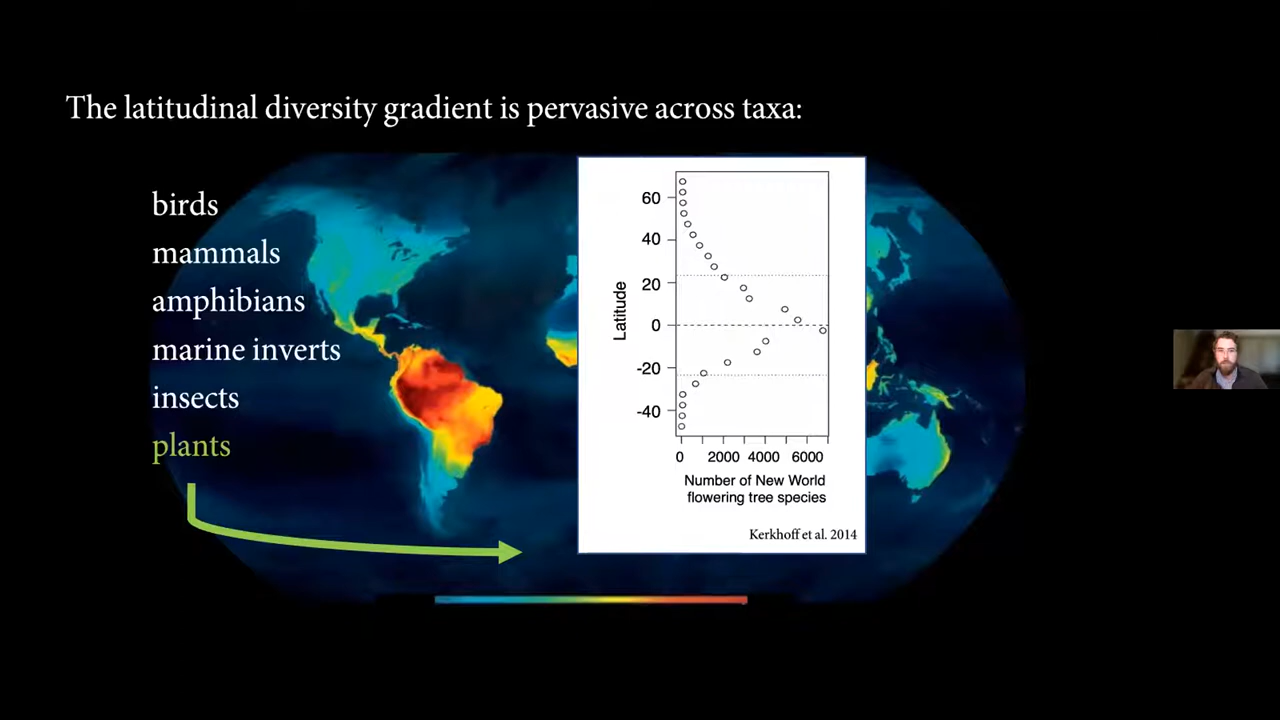 The latitudinal diversity gradient is pervasive across taxa:
birds
mammals
amphibians
marine inverts
insects
plants
60
40
20
0
-20
-40
Latitude
0 2000 4000 6000
Number of New World
flowering tree species
Kerkhoff et al. 2014